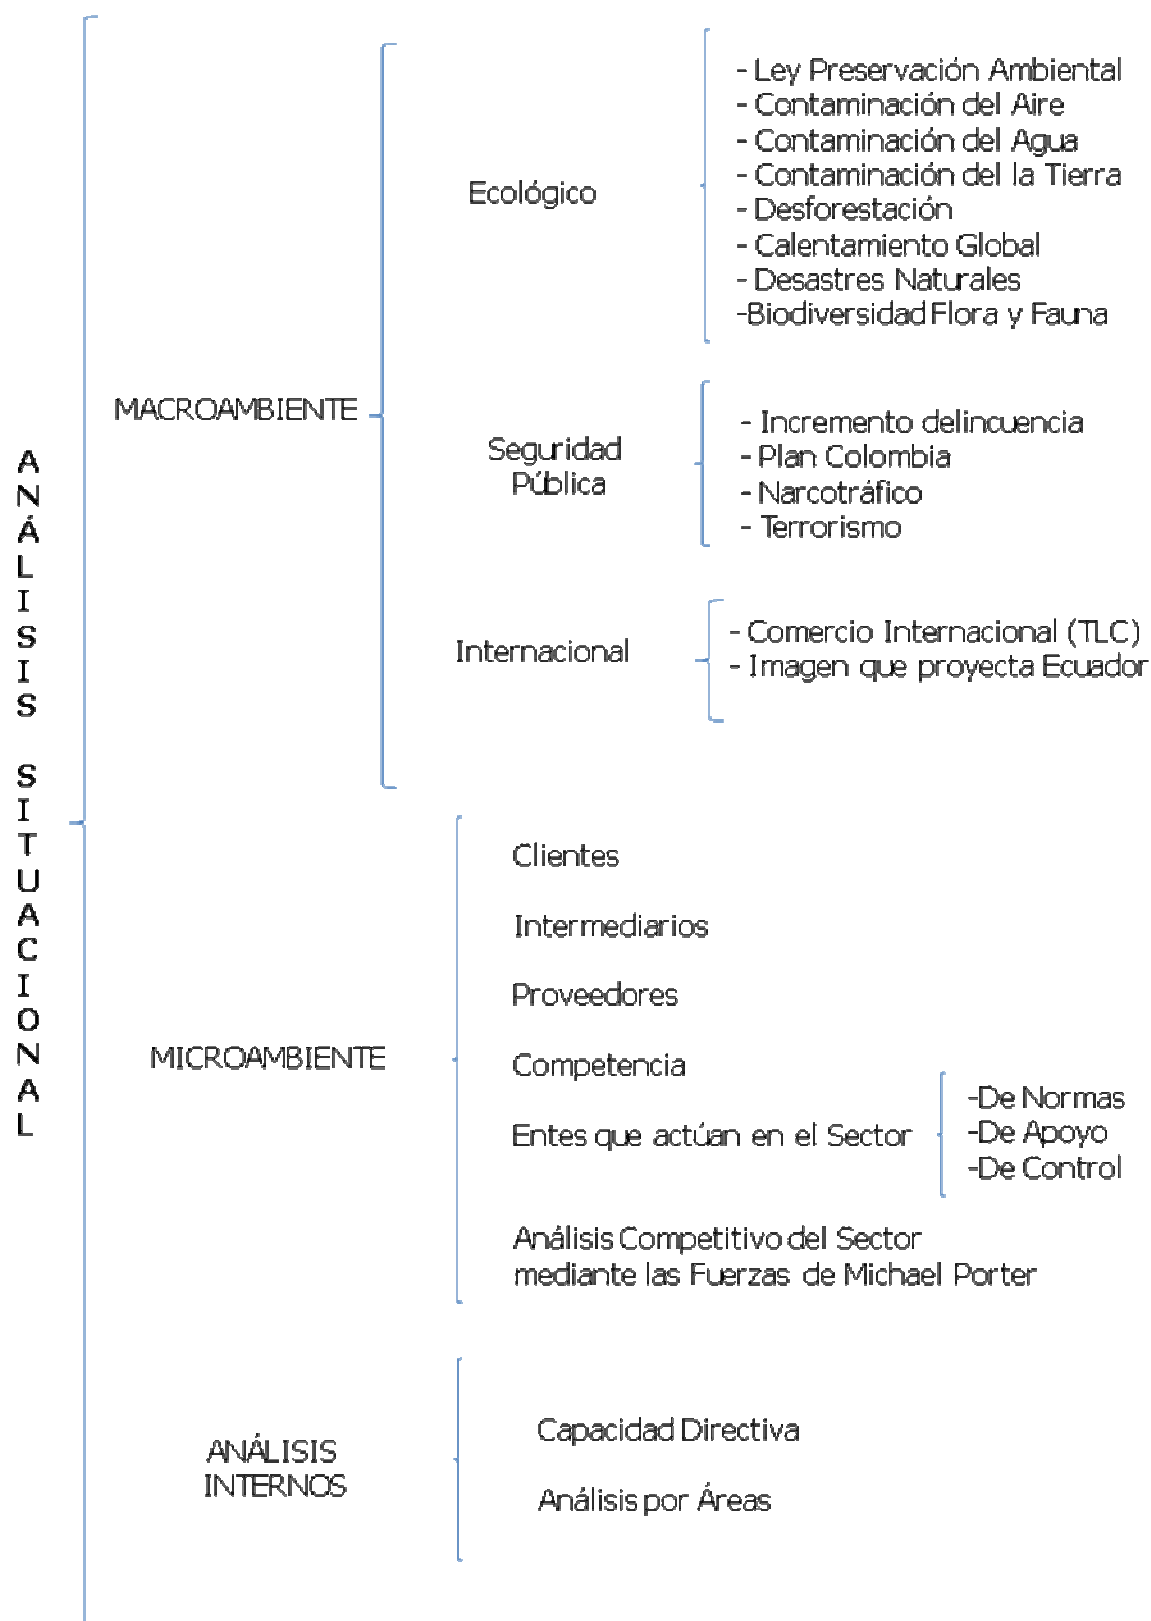 ANÁLISIS SITUACIONAL
MACROAMBIENTE
Ecológico
- Ley Preservación Ambiental
- Contaminación del Aire
- Contaminación del Agua
- Contaminación del la Tierra
- Desforestación
- Calentamiento Global
- Desastres Naturales
-Biodiversidad Flora y Fauna
Seguridad
Pública
- Incremento delincuencia
- Plan Colombia
- Narcotráfico
- Terrorismo
Internacional
- Comercio Internacional (TLC)
- Imagen que proyecta Ecuador
MICROAMBIENTE
Clientes
Intermediarios
Proveedores
Competencia
Entes que actúan en el Sector
-De Normas
-De Apoyo
-De Control
Análisis Competitivo del Sector
mediante las Fuerzas de Michael Porter
ANÁLISIS
INTERNOS
Capacidad Directiva
Análisis por Áreas